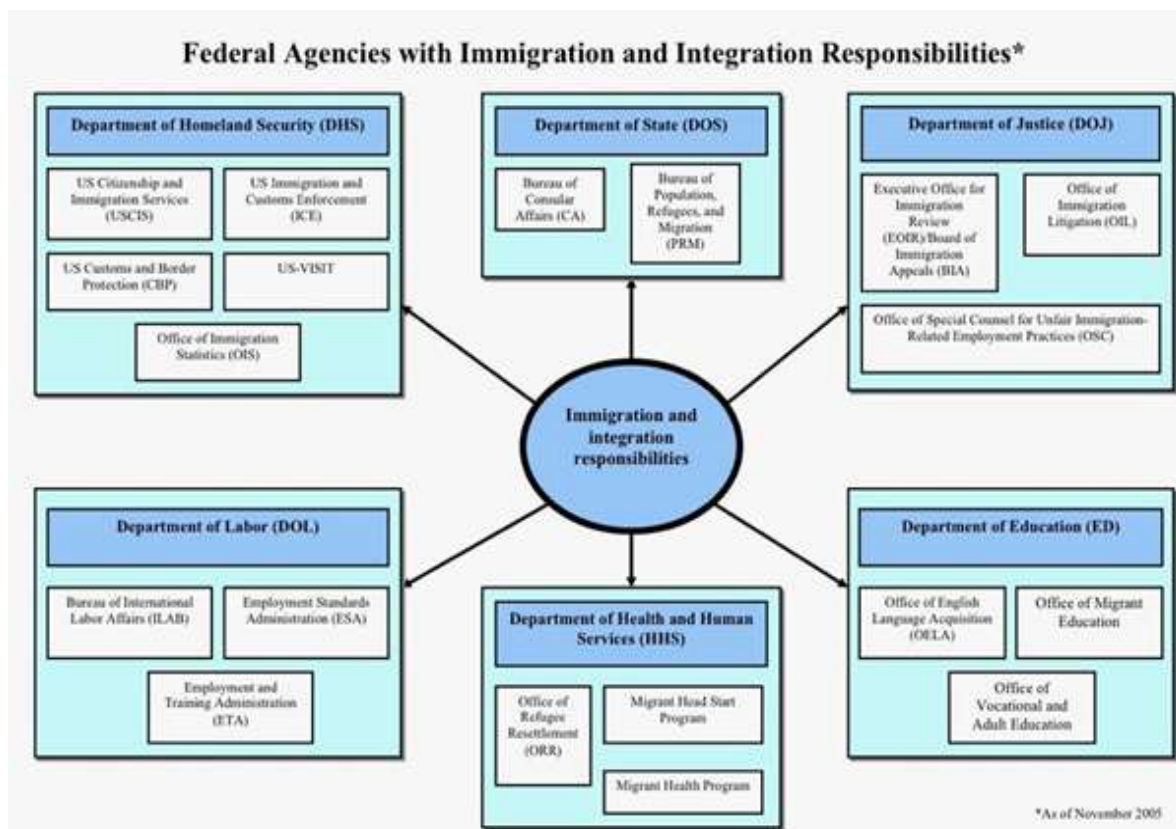 Federal Agencies with Immigration and Integration Responsibilities*
Department of Homeland Security (DHS)
US Citizenship and
Immigration Services
(USCIS)
US Immigration and
Customs Enforcement
(ICE)
US Customs and Border
Protection (CBP)
US-VISIT
Office of Immigration
Statistics (OIS)
Department of State (DOS)
Bureau of
Consular
Affairs (CA)
Bureau of
Population,
Refugees, and
Migration
(PRM)
Department of Justice (DOJ)
Executive Office for
Immigration
Review
(EOIR)/Board of
Immigration
Appeals (BIA)
Office of
Immigration
Litigation (OIL)
Office of Special Counsel for Unfair Immigration-
Related Employment Practices (OSC)
Immigration and
integration
responsibilities
Department of Labor (DOL)
Bureau of International
Labor Affairs (ILAB)
Employment Standards
Administration (ESA)
Employment and
Training Administration
(ETA)
Department of Health and Human
Services (HHS)
Office of
Refugee
Resettlement
(ORR)
Migrant Head Start
Program
Migrant Health Program
Department of Education (ED)
Office of English
Language Acquisition
(OELA)
Office of Migrant
Education
Office of
Vocational and
Adult Education
*As of November 2005